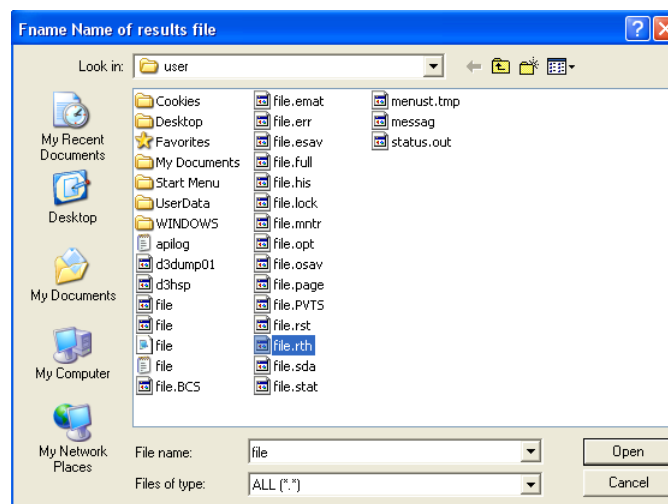 Fname Name of results file
Look in: user
My Recent
Documents
Desktop
My Documents
My Computer
My Network
Places
Cookies
Desktop
Favorites
My Documents
Start Menu
UserData
WINDOWS
apilog
d3dump01
d3hsp
file
file
file
file
file.BCS
file.emat
file.err
file.esav
file.full
file.his
file.lock
file.mntr
file.opt
file.osav
file.page
file.PVTS
file.rst
file.rth
file.sda
file.stat
menust.tmp
messag
status.out
File name: file Open
Files of type: ALL (*.*) Cancel